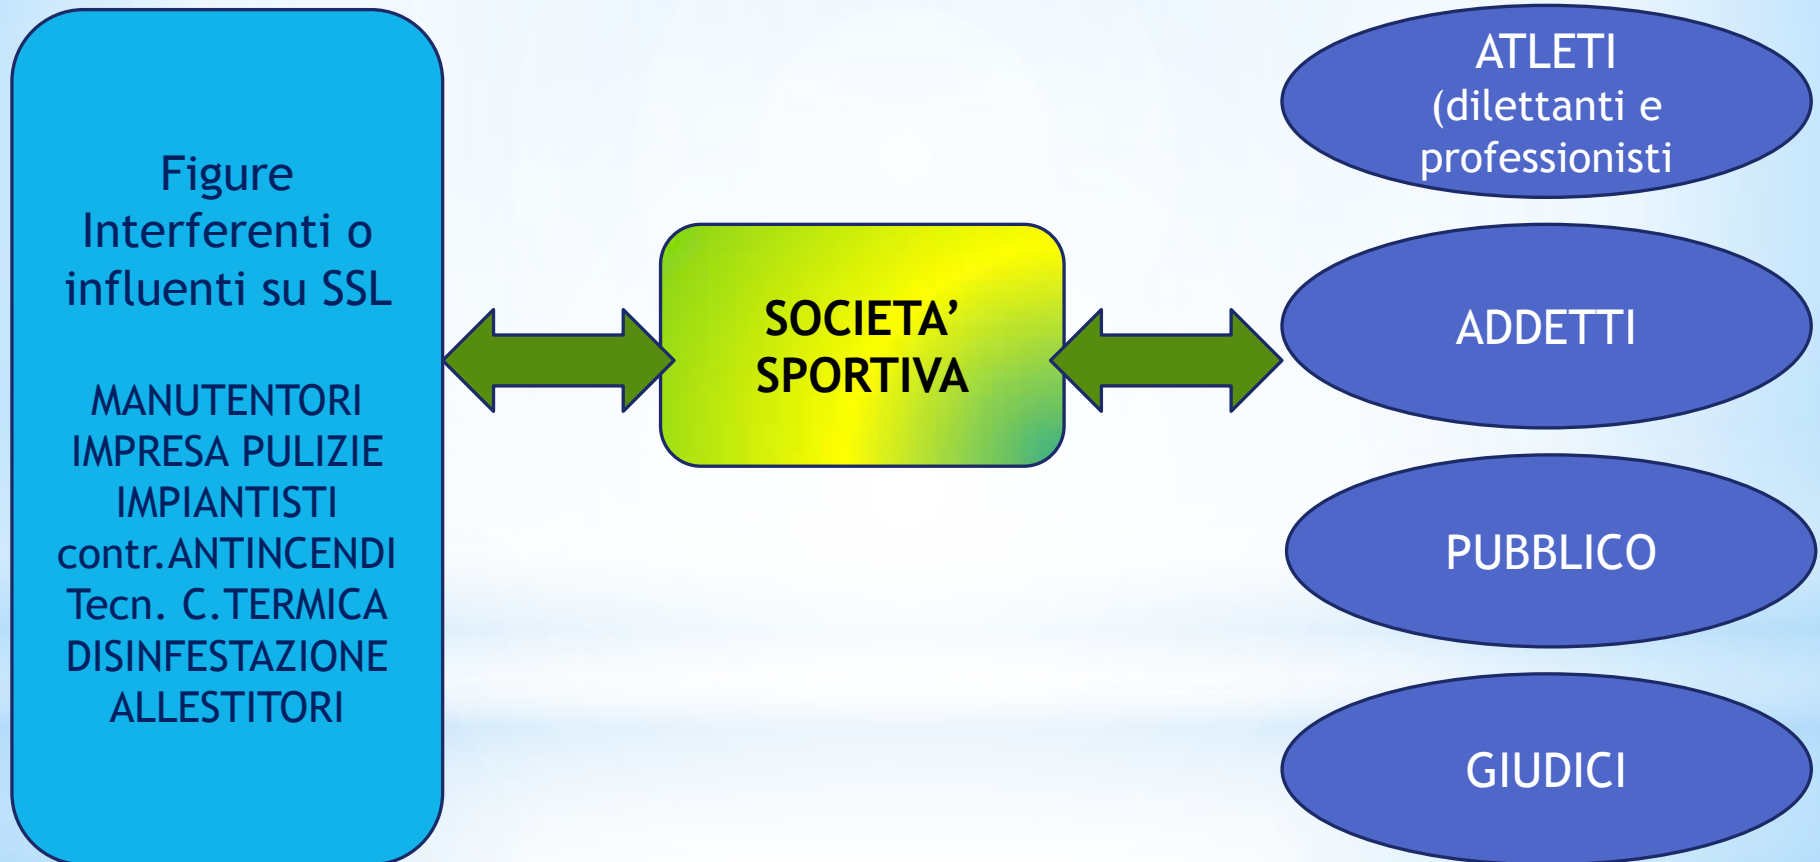 Figure
Interferenti o
influenti su SSL
MANUTENTORI
IMPRESA PULIZIE
IMPIANTISTI
contr.ANTINCENDI
Tecn. C.TERMICA
DISINFESTAZIONE
ALLESTITORI
SOCIETA’
SPORTIVA
ATLETI
(dilettanti e
professionisti
ADDETTI
PUBBLICO
GIUDICI